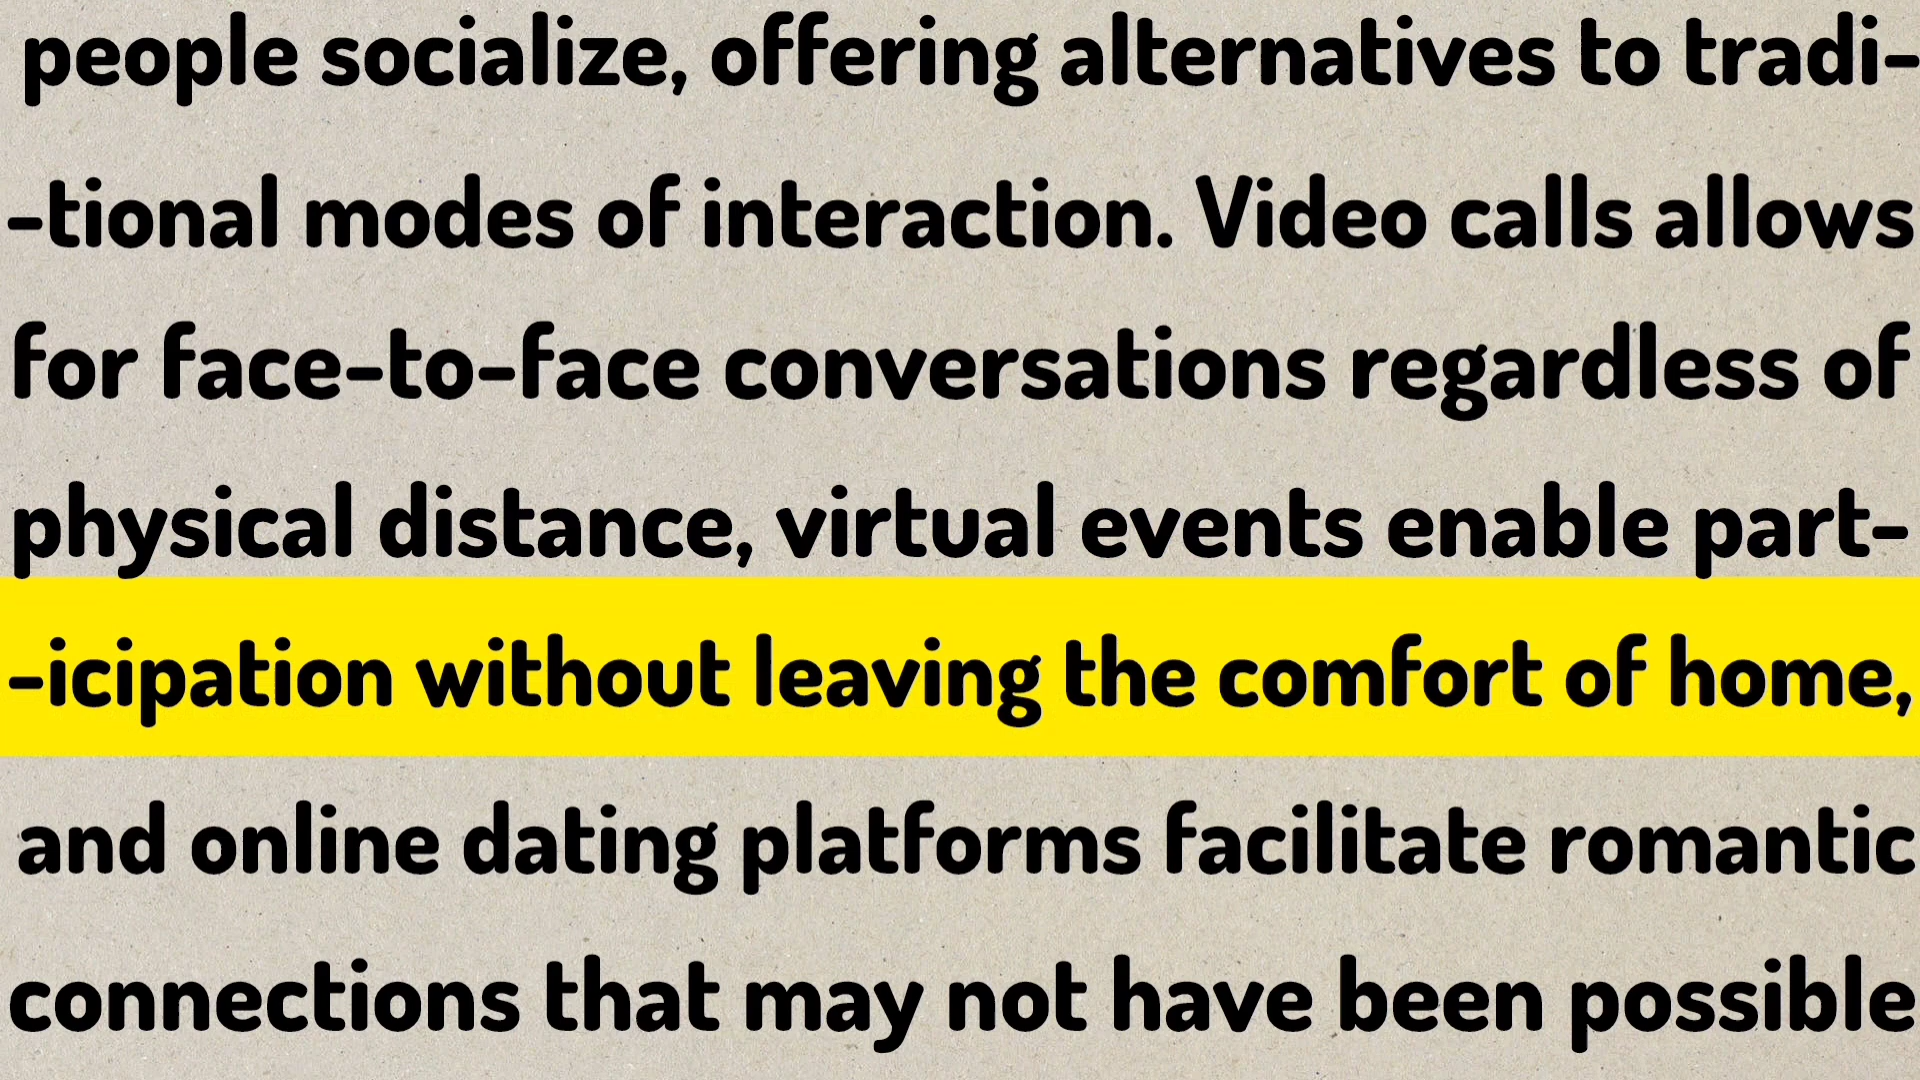 people socialize, offering alternatives to tradi-
-tional modes of interaction. Video calls allows
for face-to-face conversations regardless of
physical distance, virtual events enable part-
-icipation without leaving the comfort of home,
and online dating platforms facilitate romantic
connections that may not have been possible